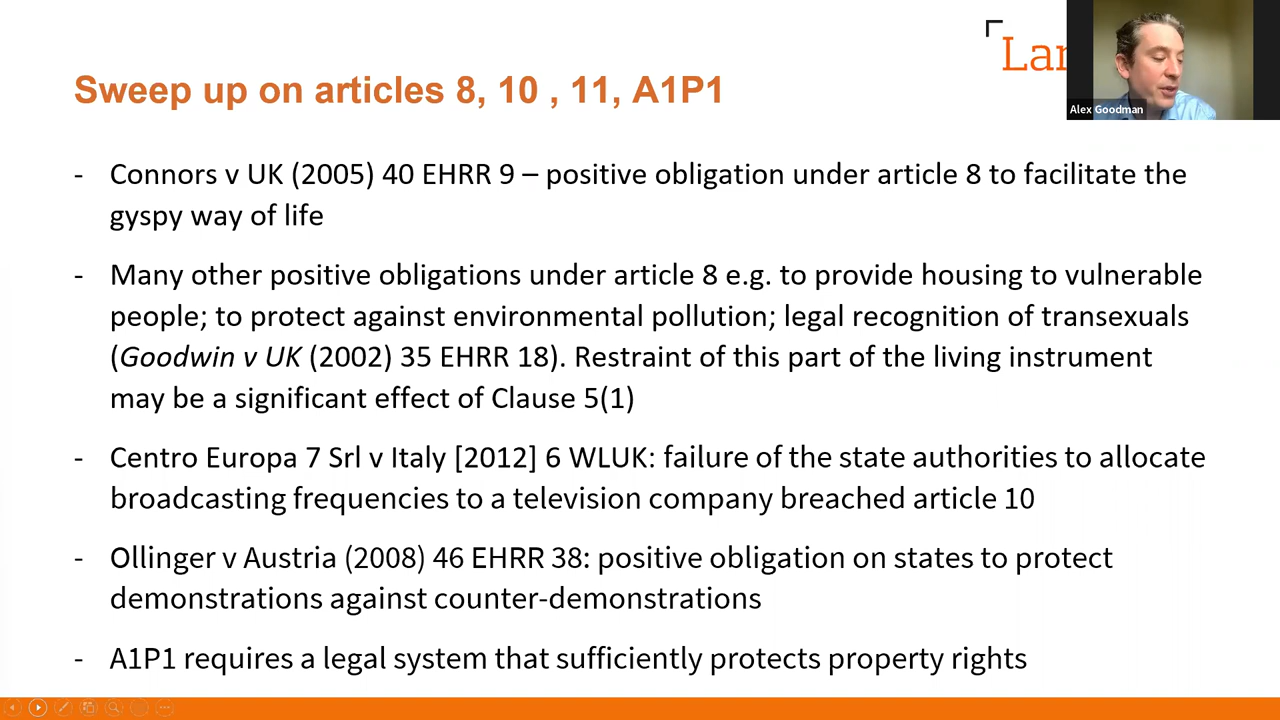 Lan
Alex Goodman
Sweep up on articles 8, 10 , 11, A1P1
- Connors v UK (2005) 40 EHRR 9 – positive obligation under article 8 to facilitate the
gyspy way of life
- Many other positive obligations under article 8 e.g. to provide housing to vulnerable
people; to protect against environmental pollution; legal recognition of transexuals
(Goodwin v UK (2002) 35 EHRR 18). Restraint of this part of the living instrument
may be a significant effect of Clause 5(1)
- Centro Europa 7 Srl v Italy [2012] 6 WLUK: failure of the state authorities to allocate
broadcasting frequencies to a television company breached article 10
- Ollinger v Austria (2008) 46 EHRR 38: positive obligation on states to protect
demonstrations against counter-demonstrations
- A1P1 requires a legal system that sufficiently protects property rights